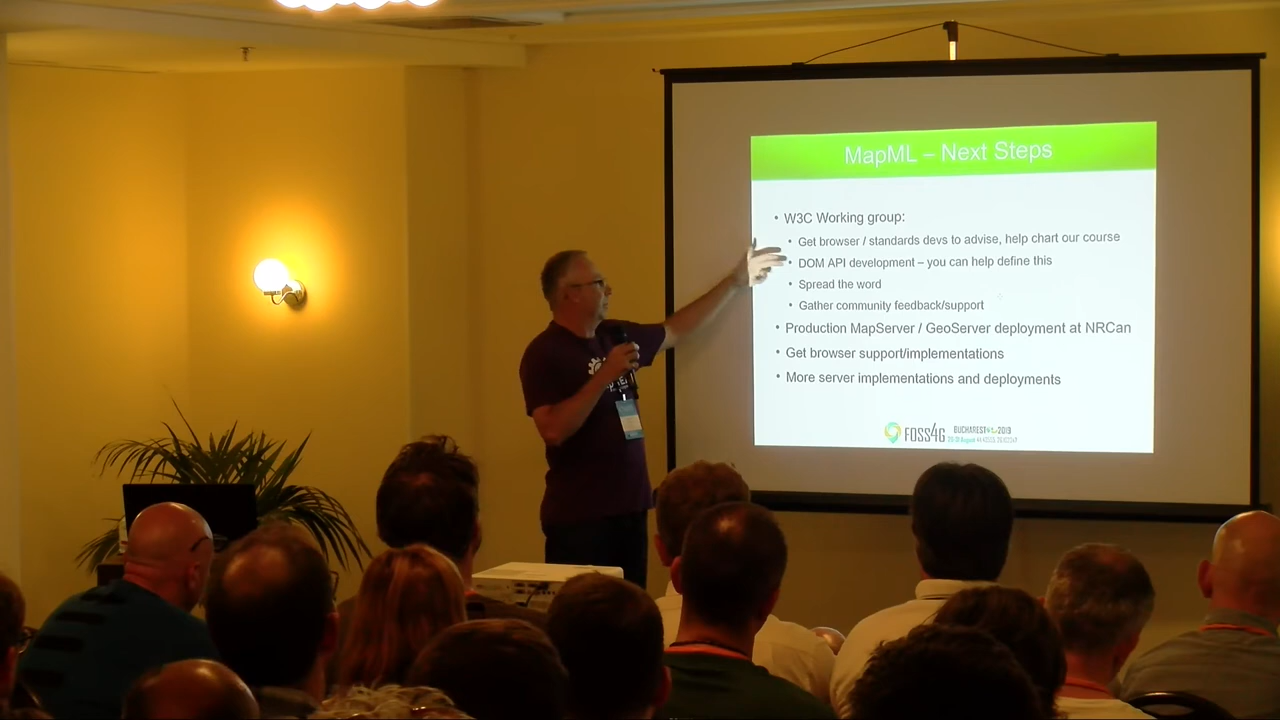 MapML – Next Steps
• W3C Working group:
• Get browser / standards devs to advise, help chart our course
• DOM API development – you can help define this
• Spread the word
• Gather community feedback/support
• Production MapServer / GeoServer deployment at NRCan
• Get browser support/implementations
• More server implementations and deployments
FOSS4G BUCHAREST 2019